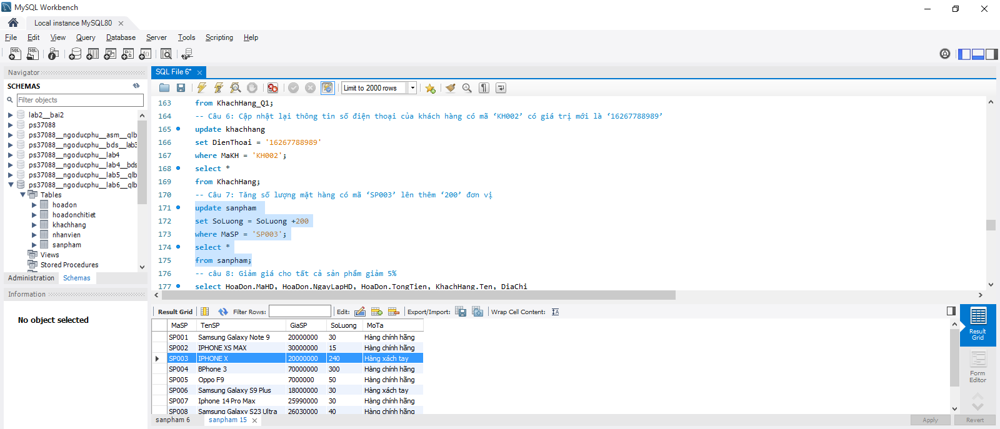 MySQL Workbench
Local instance MySQL80
File Edit View Query Database Server Tools Scripting Help
Navigator
SCHEMAS
Filter objects
lab2__bai2
ps37088
ps37088__ngoducphu__asm__qlb
ps37088__ngoducphu__bds__lab3
ps37088__ngoducphu__lab4
ps37088__ngoducphu__lab4__bds
ps37088__ngoducphu__lab5__qlb
ps37088__ngoducphu__lab6__qlb
Tables
hoadon
hoadonchitiet
khachhang
nhanvien
sanpham
Views
Stored Procedures
Administration Schemas
Information
No object selected
SQL File 6*
Limit to 2000 rows
163 from KhachHang_Q1;
164 -- Câu 6: Cập nhật lại thông tin số điện thoại của khách hàng có mã ‘KH002’ có giá trị mới là ‘16267788989’
165 update khachhang
166 set DienThoai = '16267788989'
167 where MaKH = 'KH002';
168 select *
169 from KhachHang;
170 -- Câu 7: Tăng số lượng mặt hàng có mã ‘SP003’ lên thêm ‘200’ đơn vị
171 update sanpham
172 set SoLuong = SoLuong +200
173 where MaSP = 'SP003';
174 select *
175 from sanpham;
176 -- câu 8: Giảm giá cho tất cả sản phẩm giảm 5%
177 select HoaDon.MaHD, HoaDon.NgayLapHD, HoaDon.TongTien, KhachHang.Ten, DiaChi
Result Grid Filter Rows: Edit: Export/Import: Wrap Cell Content:
MaSP TenSP GiaSP SoLuong MoTa
SP001 Samsung Galaxy Note 9 20000000 30 Hàng chính hãng
SP002 IPHONE XS MAX 30000000 15 Hàng chính hãng
SP003 IPHONE X 20000000 240 Hàng xách tay
SP004 BPhone 3 70000000 300 Hàng chính hãng
SP005 Oppo F9 7000000 50 Hàng chính hãng
SP006 Samsung Galaxy S9 Plus 18000000 30 Hàng xách tay
SP007 Iphone 14 Pro Max 25990000 30 Hàng chính hãng
SP008 Samsung Galaxy S23 Ultra 26030000 40 Hàng chính hãng
Result Grid
Form Editor
sanpham 6 sanpham 15
Apply Revert